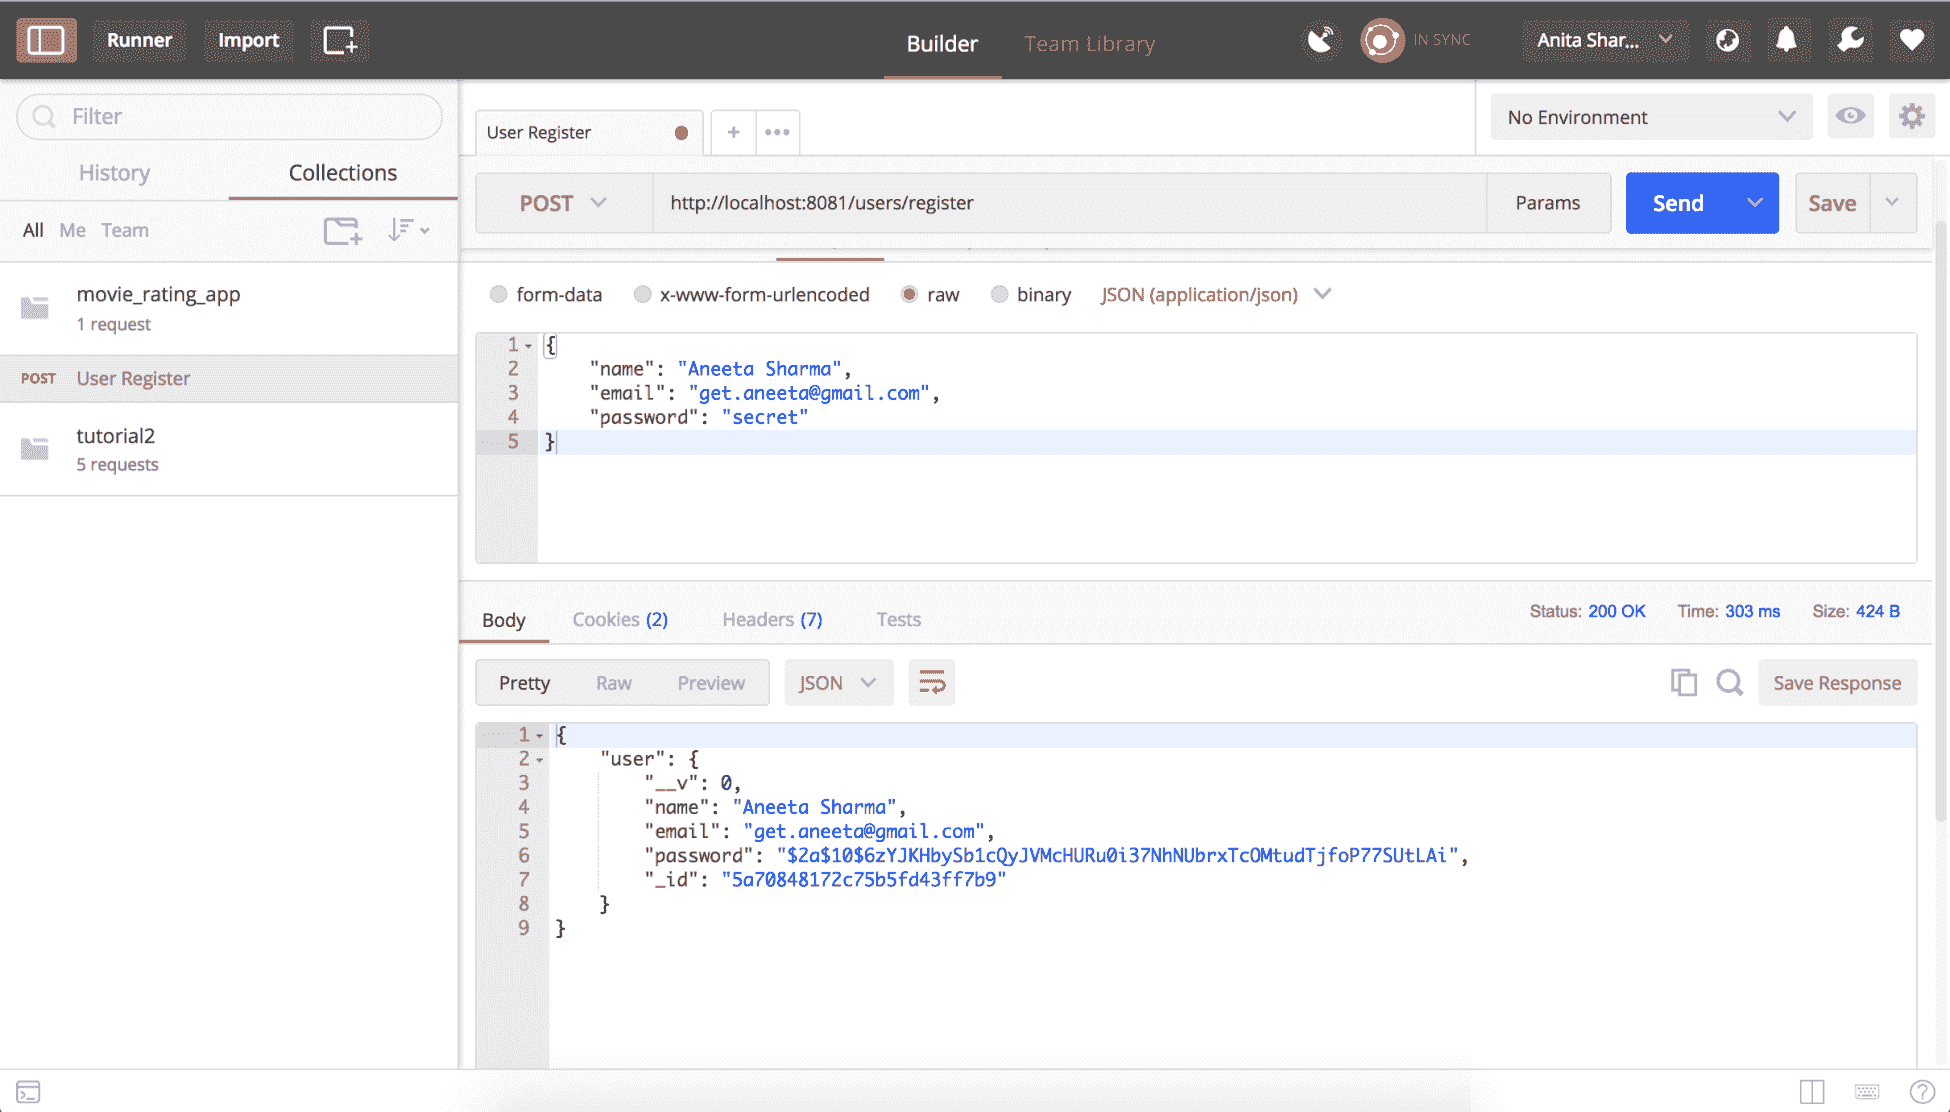 Runner Import Builder Team Library IN SYNC Anita Shar...
Filter
History Collections
All Me Team
movie_rating_app
1 request
POST User Register
tutorial2
5 requests
User Register + ••• No Environment
POST http://localhost:8081/users/register Params Send Save
form-data x-www-form-urlencoded raw binary JSON (application/json)
1 {
2 "name": "Aneeta Sharma",
3 "email": "get.aneeta@gmail.com",
4 "password": "secret"
5 }
Body Cookies (2) Headers (7) Tests Status: 200 OK Time: 303 ms Size: 424 B
Pretty Raw Preview JSON Save Response
1 {
2 "user": {
3 "__v": 0,
4 "name": "Aneeta Sharma",
5 "email": "get.aneeta@gmail.com",
6 "password": "$2a$10$6zYJKHbySb1cQyJVMcHURu0i37NhNUbrxTcOMtudTjfoP77SUtLAi",
7 "_id": "5a70848172c75b5fd43ff7b9"
8 }
9 }